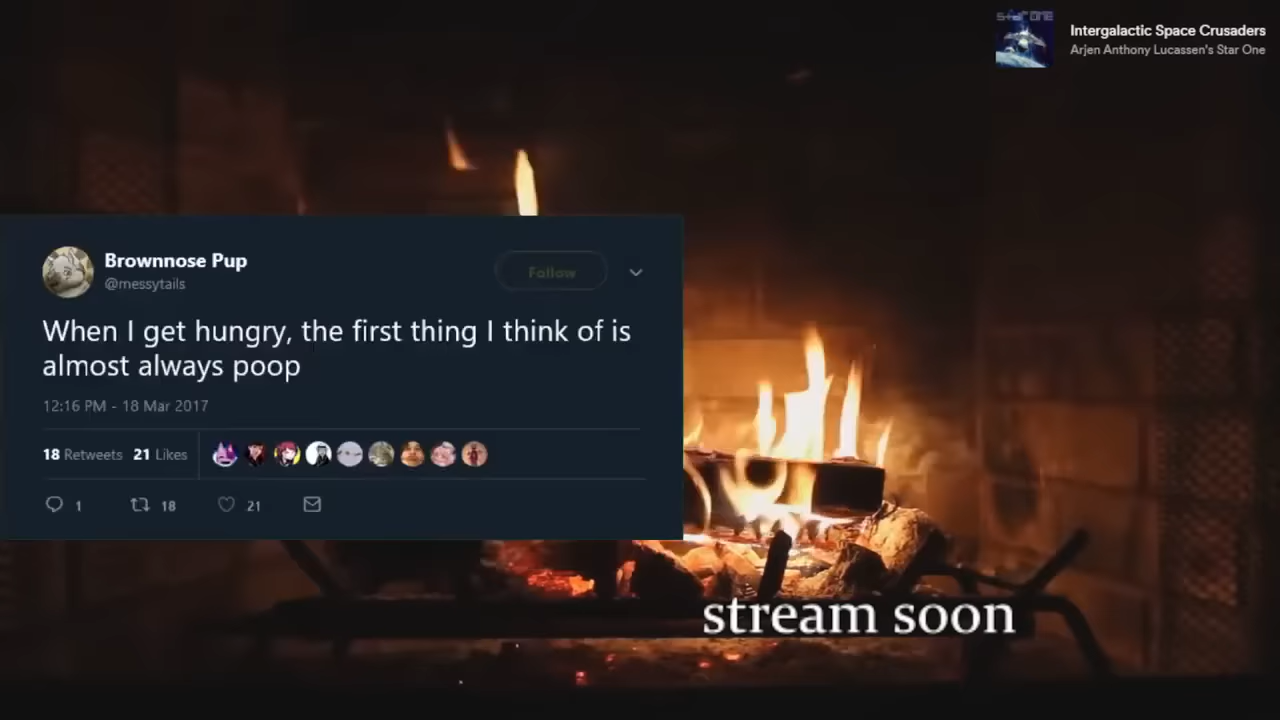 STAR ONE
Intergalactic Space Crusaders
Arjen Anthony Lucassen's Star One
Brownnose Pup
@messytails
Follow
When I get hungry, the first thing I think of is
almost always poop
12:16 PM - 18 Mar 2017
18 Retweets 21 Likes
1 18 21
stream soon